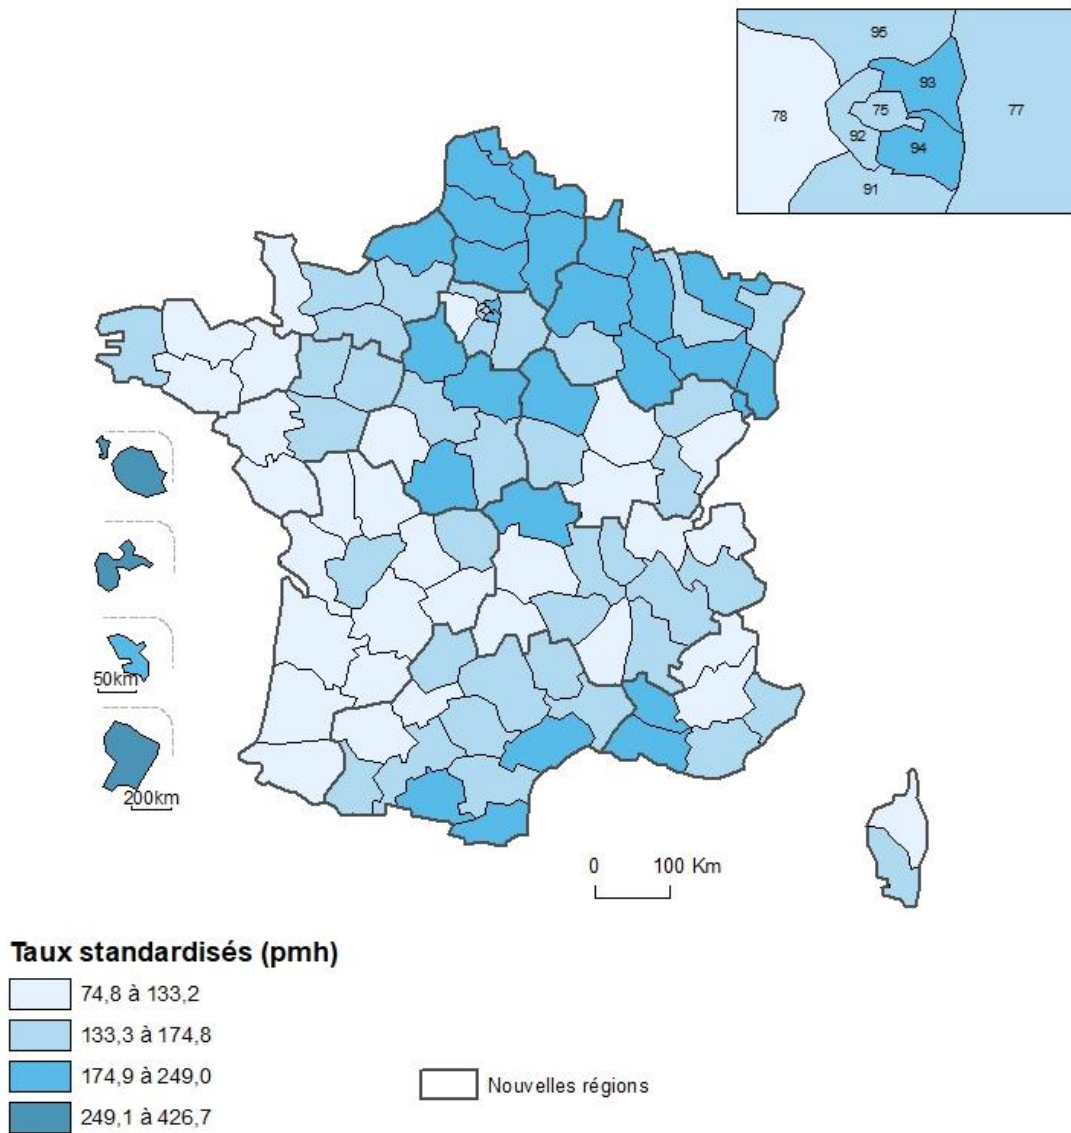 95
93
78
75
77
92
94
91
50km
200km
0 100 Km
Taux standardisés (pmh)
74,8 à 133,2
133,3 à 174,8
174,9 à 249,0
249,1 à 426,7
Nouvelles régions